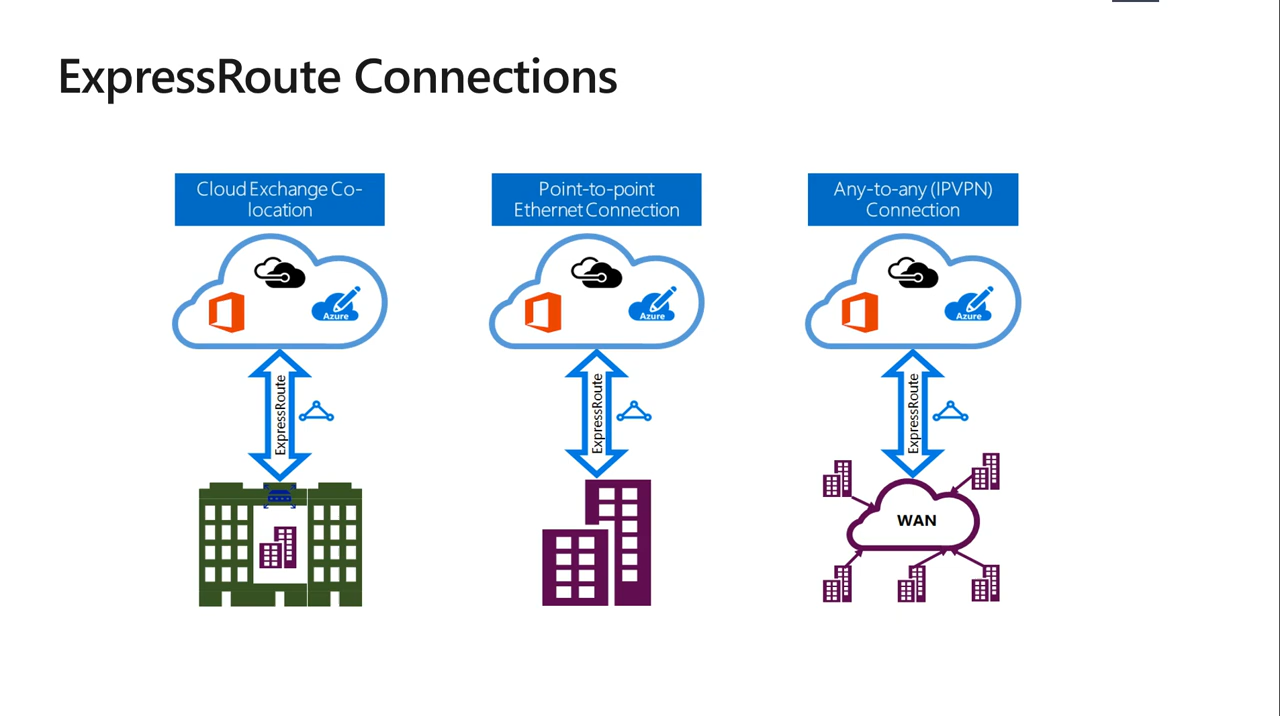 ExpressRoute Connections
Cloud Exchange Co-
location
Point-to-point
Ethernet Connection
Any-to-any (IPVPN)
Connection
Azure
Azure
Azure
ExpressRoute
ExpressRoute
ExpressRoute
WAN